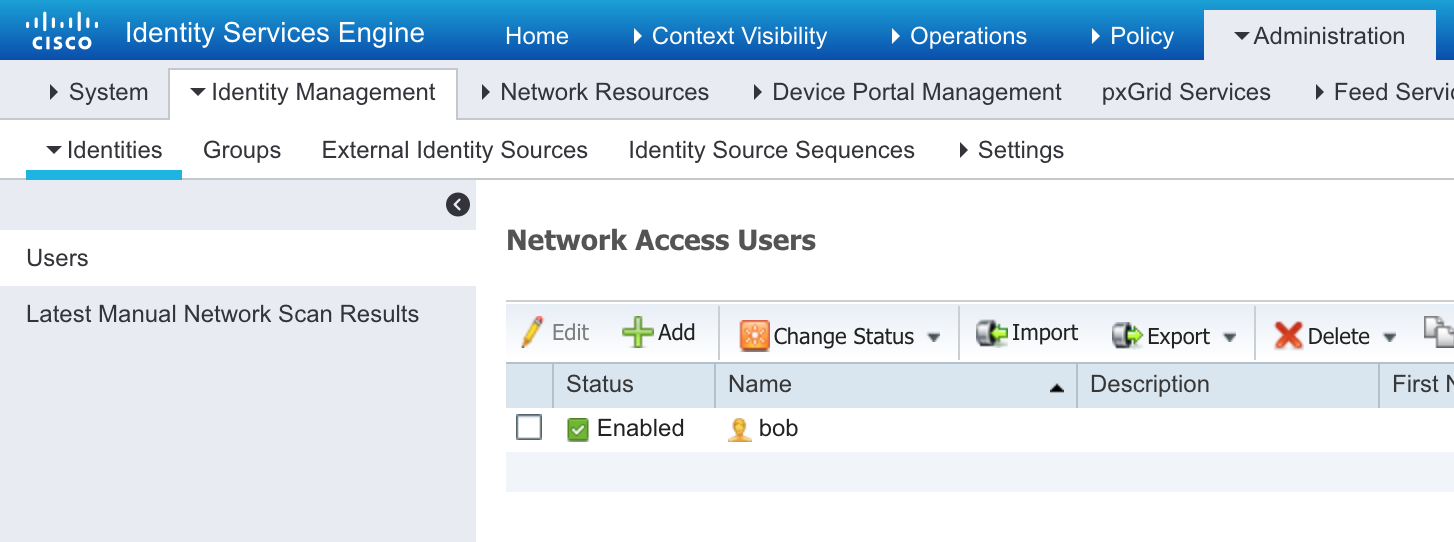 CISCO Identity Services Engine Home Context Visibility Operations Policy Administration
System Identity Management Network Resources Device Portal Management pxGrid Services Feed
Identities Groups External Identity Sources Identity Source Sequences Settings
Users
Latest Manual Network Scan Results
Network Access Users
Edit Add Change Status Import Export Delete
Status Name Description First
Enabled bob